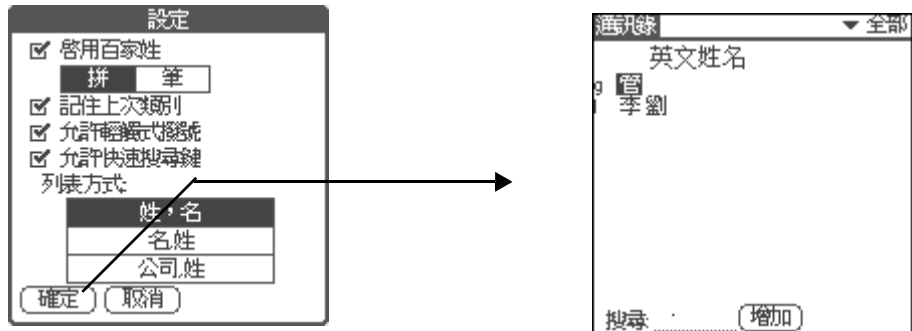 設定
啓用百家姓
拼 筆
記住上次類別
允許輕觸式撥號
允許快速搜尋鍵
列表方式:
姓，名
名,姓
公司,姓
確定 取消
通訊錄 全部
英文姓名
g 管
李劉
搜尋: 增加